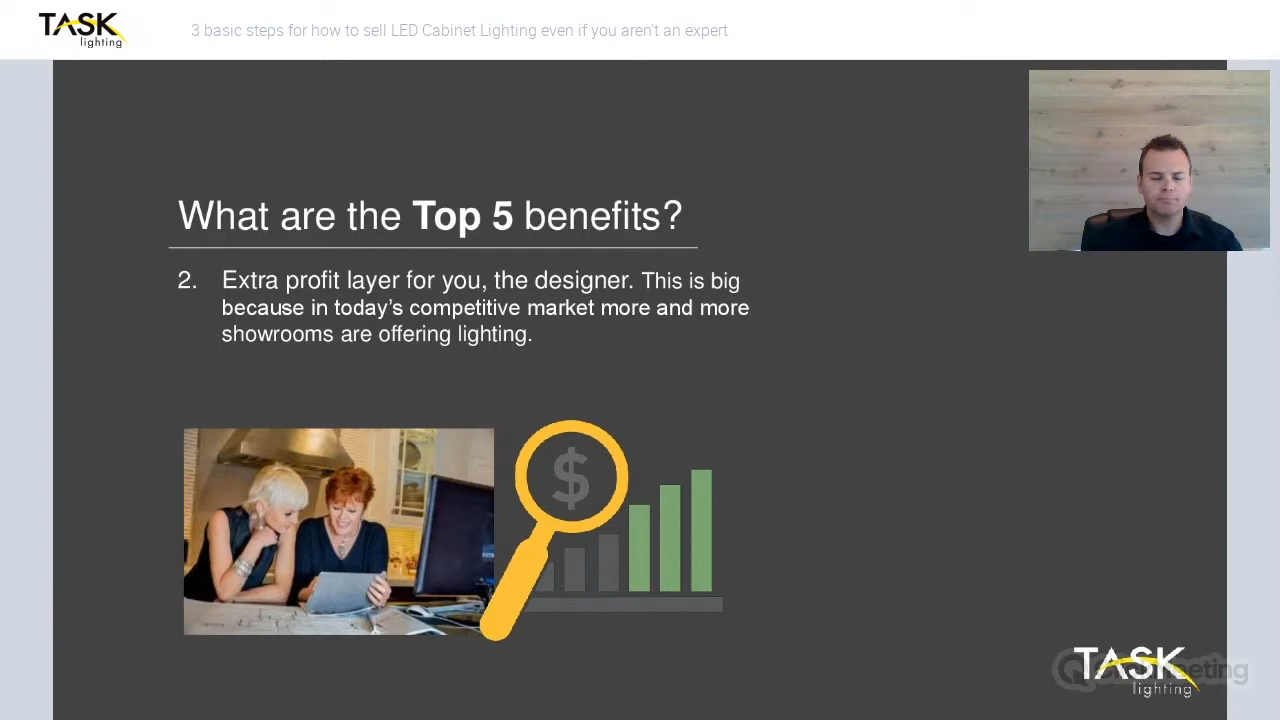 TASK
lighting
3 basic steps for how to sell LED Cabinet Lighting even if you aren't an expert
What are the Top 5 benefits?
2. Extra profit layer for you, the designer. This is big
because in today’s competitive market more and more
showrooms are offering lighting.
$
TASK
lighting